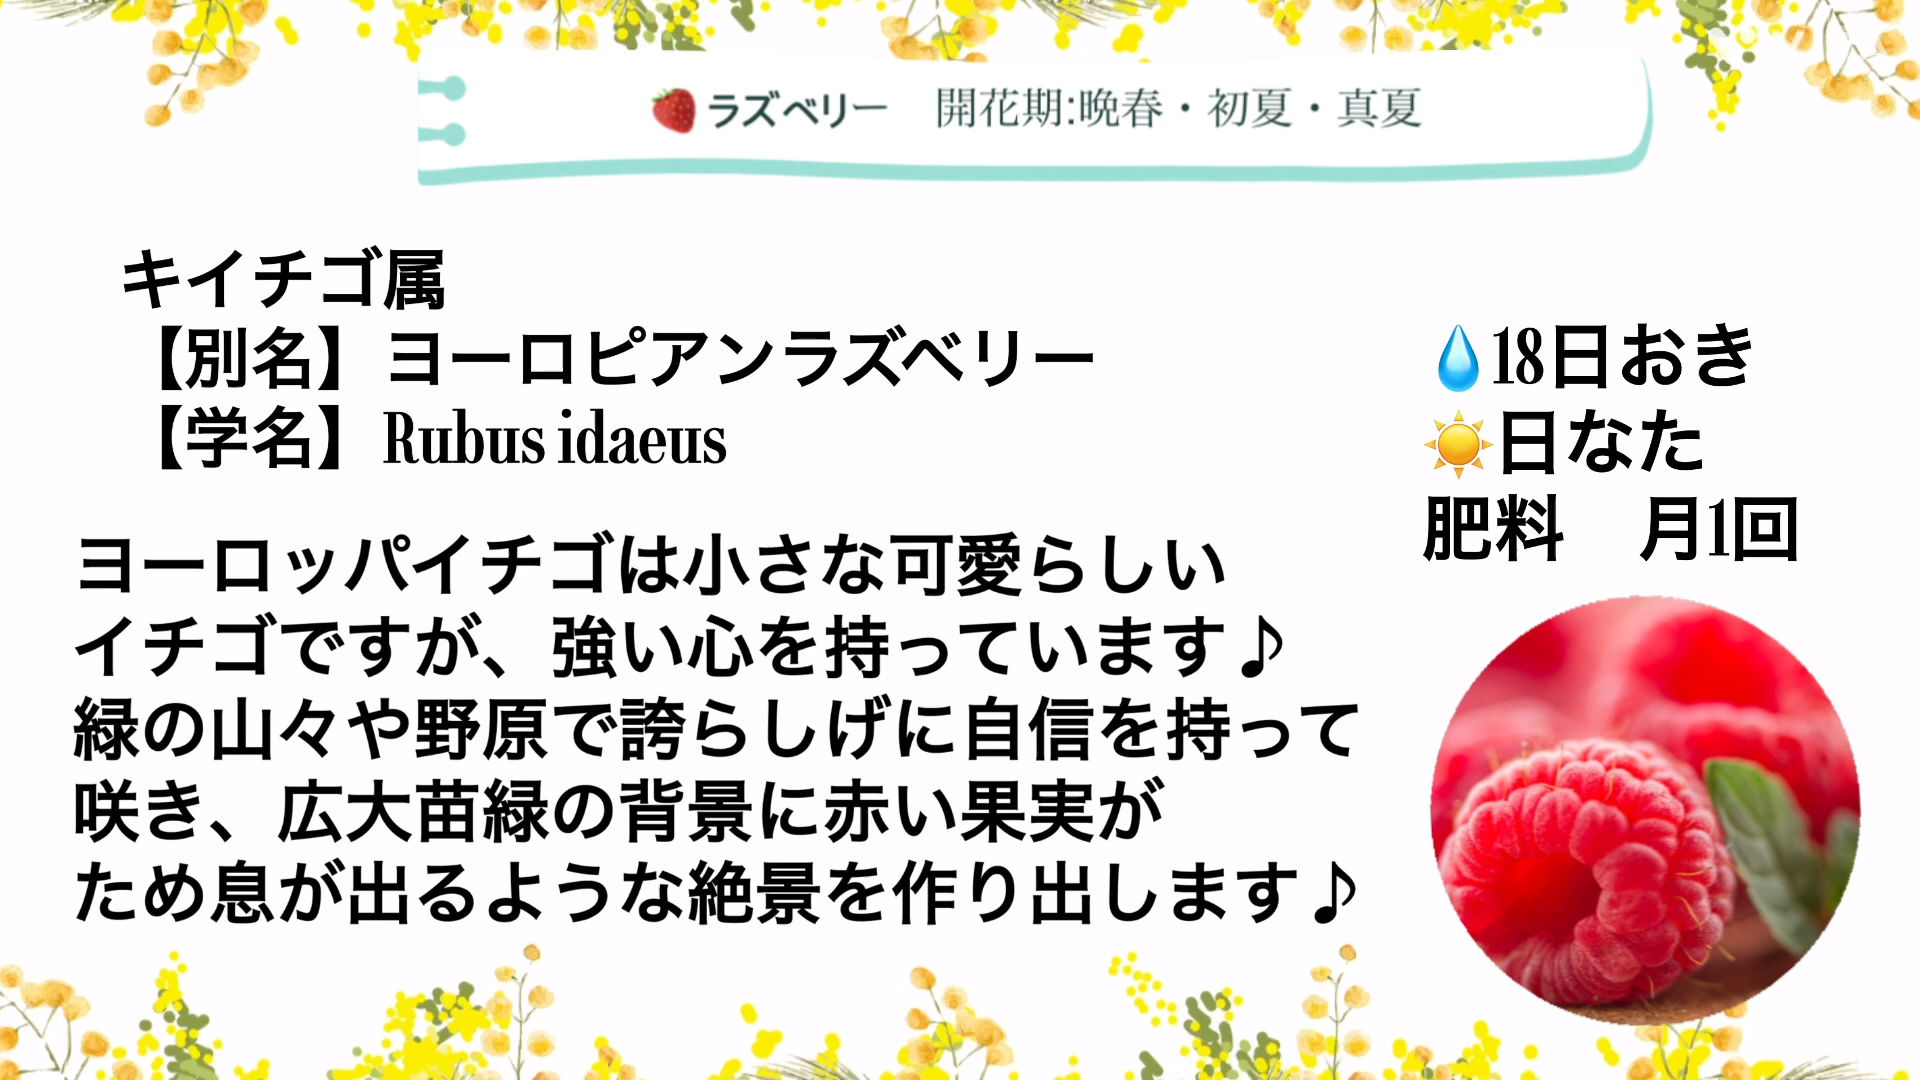 🍓ラズベリー　開花期:晩春・初夏・真夏
キイチゴ属
【別名】ヨーロピアンラズベリー
【学名】Rubus idaeus
💧18日おき
☀️日なた
肥料　月1回
ヨーロッパイチゴは小さな可愛らしい
イチゴですが、強い心を持っています♪
緑の山々や野原で誇らしげに自信を持って
咲き、広大苗緑の背景に赤い果実が
ため息が出るような絶景を作り出します♪